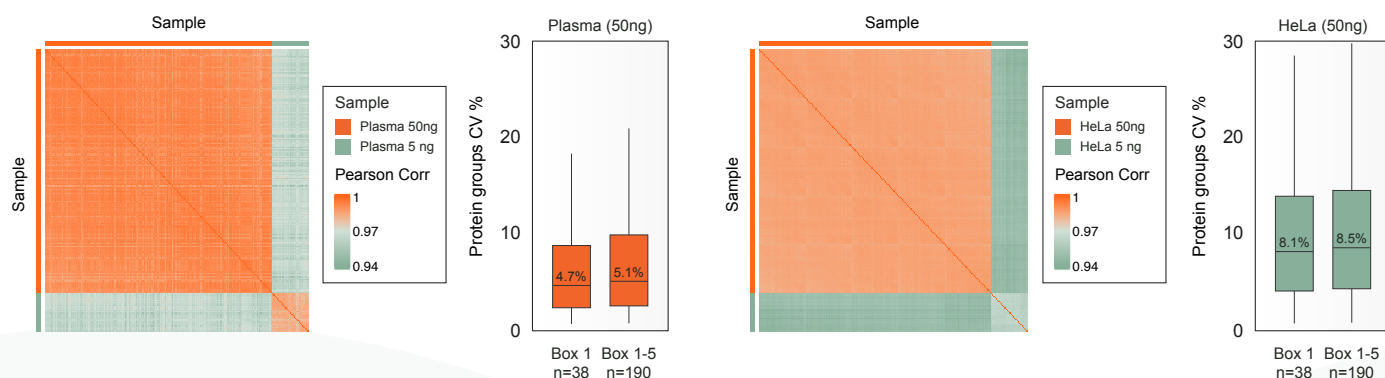 Sample
Sample
Sample
Plasma 50ng
Plasma 5 ng
Pearson Corr
1
0.97
0.94
Plasma (50ng)
Protein groups CV %
30
20
10
0
4.7%
5.1%
Box 1
n=38
Box 1-5
n=190
Sample
Sample
Sample
HeLa 50ng
HeLa 5 ng
Pearson Corr
1
0.97
0.94
HeLa (50ng)
Protein groups CV %
30
20
10
0
8.1%
8.5%
Box 1
n=38
Box 1-5
n=190